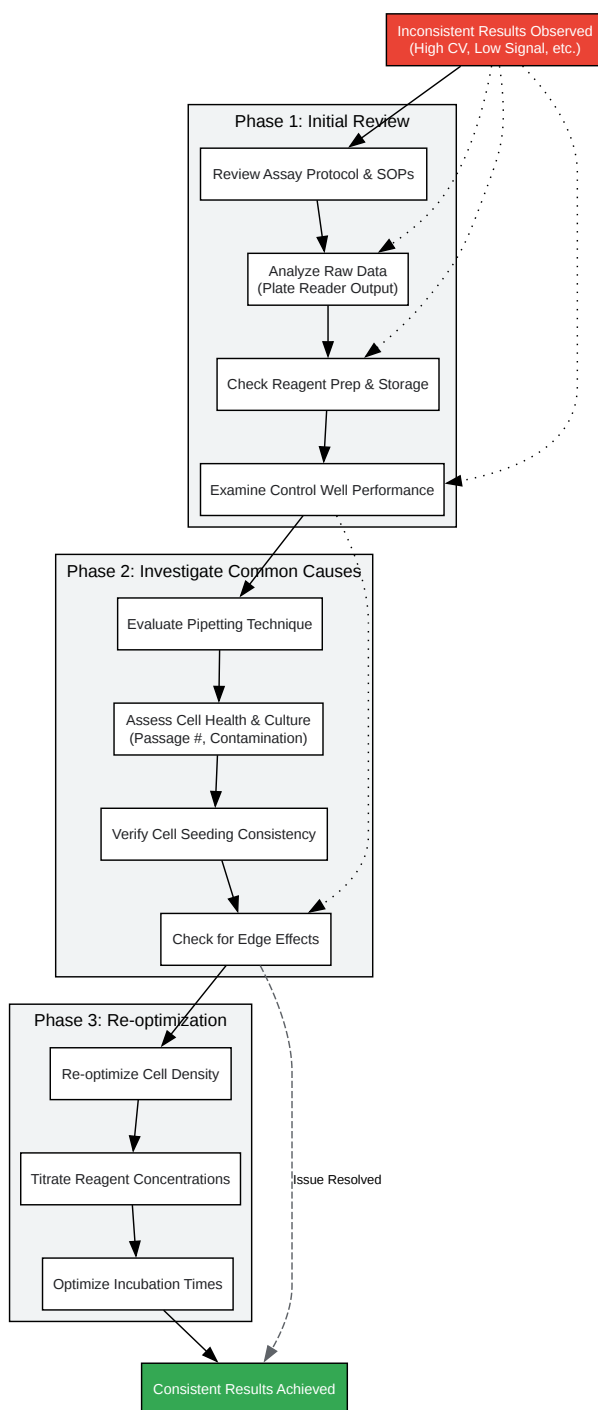 Inconsistent Results Observed
(High CV, Low Signal, etc.)
Phase 1: Initial Review
Review Assay Protocol & SOPs
Analyze Raw Data
(Plate Reader Output)
Check Reagent Prep & Storage
Examine Control Well Performance
Phase 2: Investigate Common Causes
Evaluate Pipetting Technique
Assess Cell Health & Culture
(Passage #, Contamination)
Verify Cell Seeding Consistency
Check for Edge Effects
Phase 3: Re-optimization
Re-optimize Cell Density
Titrate Reagent Concentrations
Issue Resolved
Optimize Incubation Times
Consistent Results Achieved